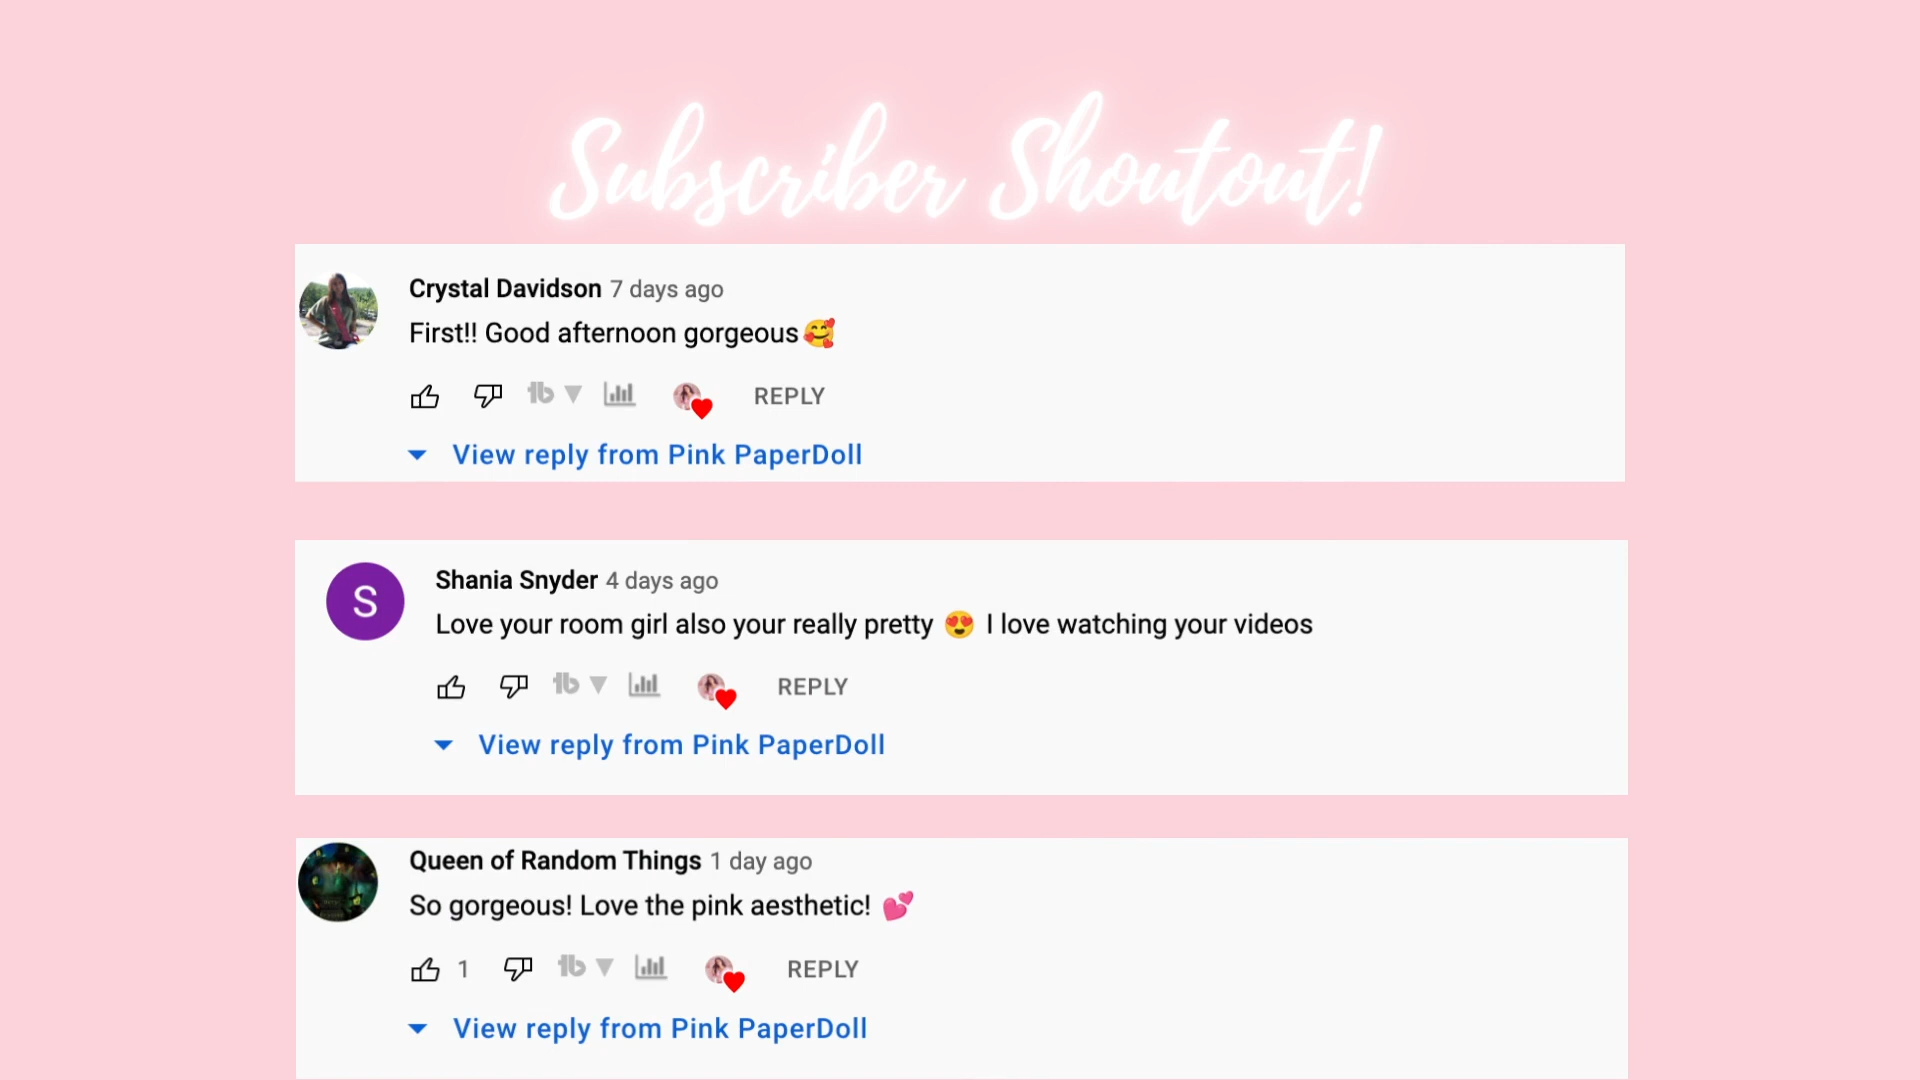 Subscriber Shoutout!
Crystal Davidson 7 days ago
First!! Good afternoon gorgeous🥰
REPLY
View reply from Pink PaperDoll
S
Shania Snyder 4 days ago
Love your room girl also your really pretty 😍 I love watching your videos
REPLY
View reply from Pink PaperDoll
Queen of Random Things 1 day ago
So gorgeous! Love the pink aesthetic! 💕
1 REPLY
View reply from Pink PaperDoll